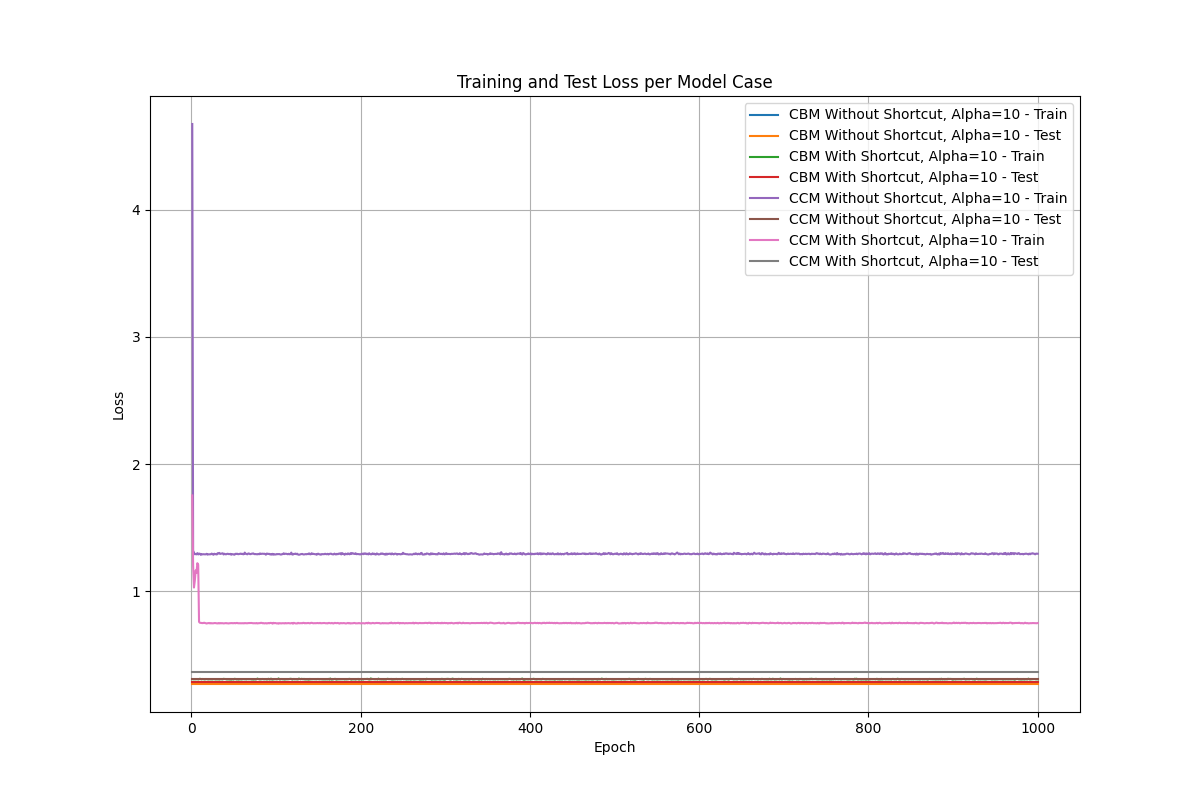 Training and Test Loss per Model Case
CBM Without Shortcut, Alpha=10 - Train
CBM Without Shortcut, Alpha=10 - Test
CBM With Shortcut, Alpha=10 - Train
CBM With Shortcut, Alpha=10 - Test
CCM Without Shortcut, Alpha=10 - Train
CCM Without Shortcut, Alpha=10 - Test
CCM With Shortcut, Alpha=10 - Train
CCM With Shortcut, Alpha=10 - Test
4
3
2
1
Loss
0 200 400 600 800 1000
Epoch